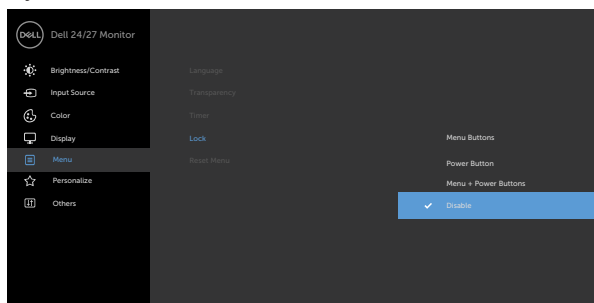 DELL
Dell 24/27 Monitor
Brightness/Contrast
Input Source
Color
Display
Menu
Personalize
Others
Language
Transparency
Timer
Lock
Reset Menu
Menu Buttons
Power Button
Menu + Power Buttons
Disable